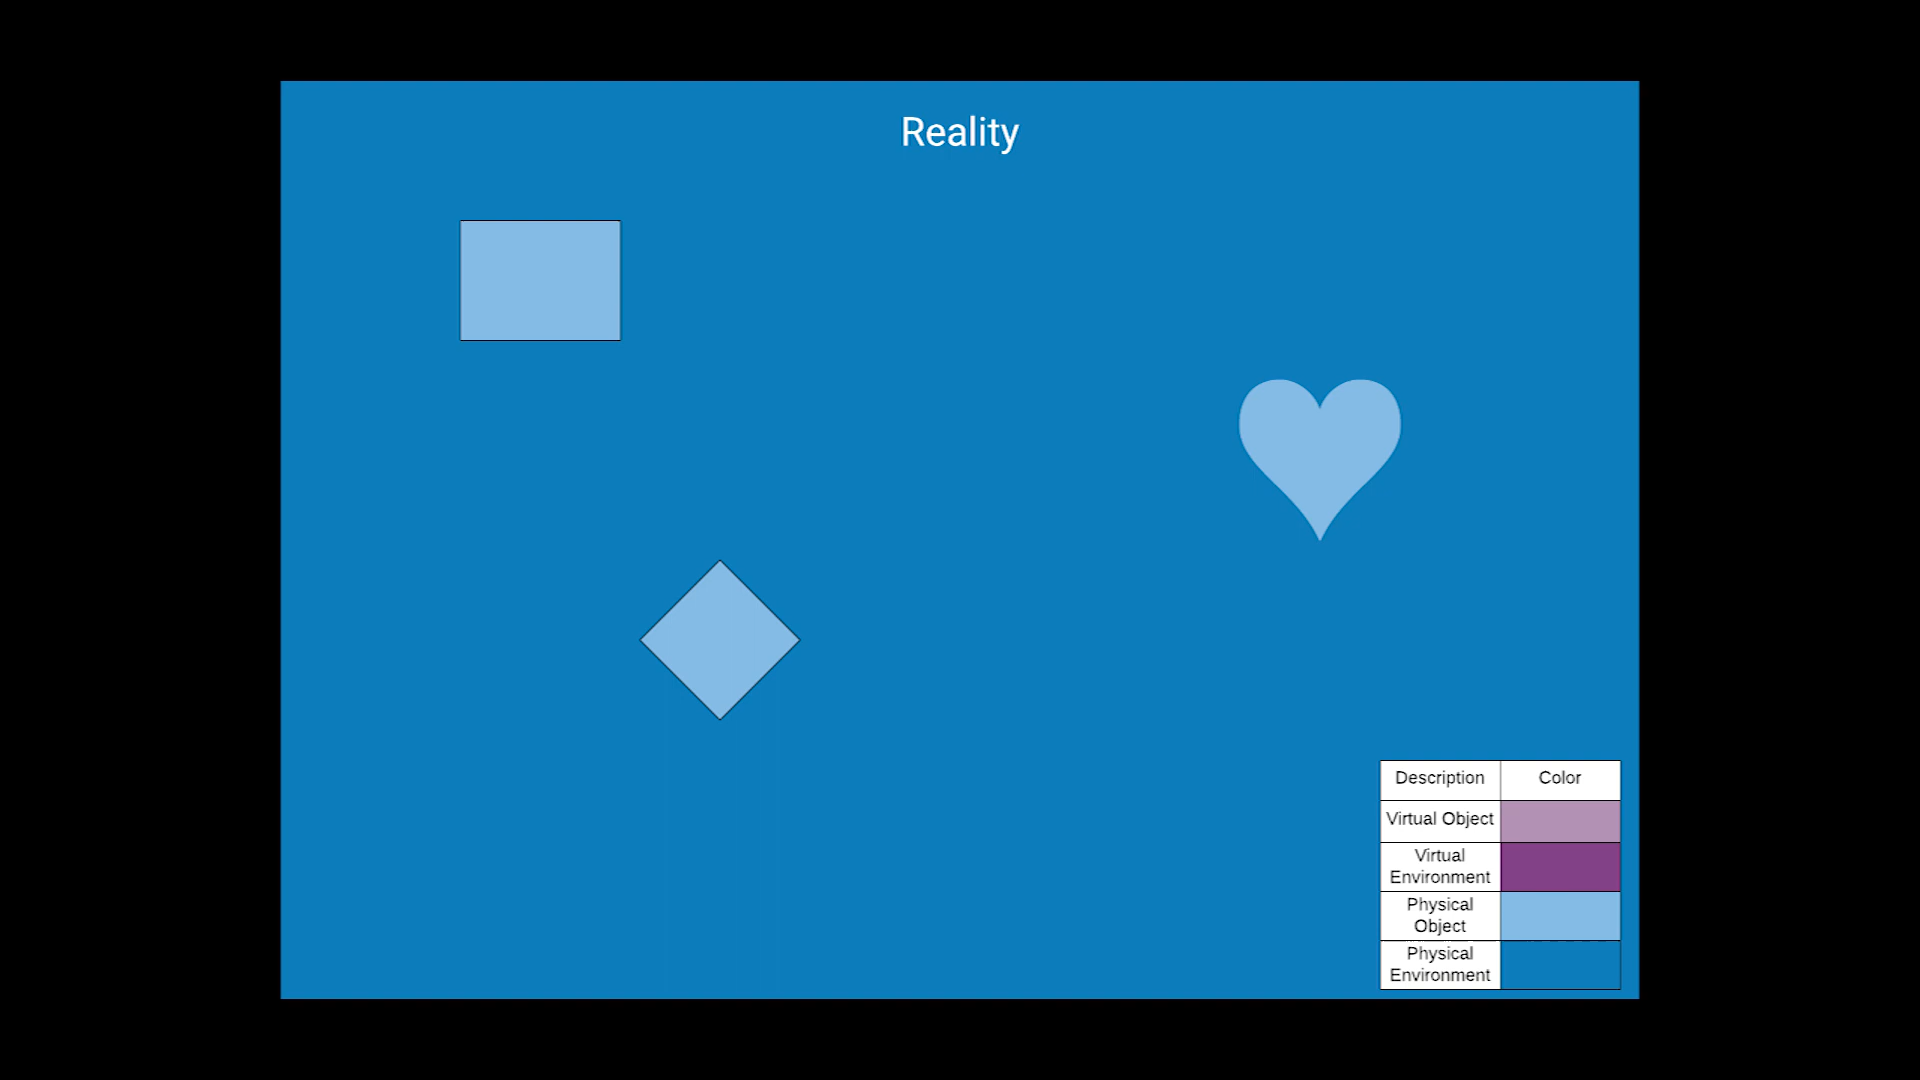 Reality
Description Color
Virtual Object
Virtual
Environment
Physical
Object
Physical
Environment